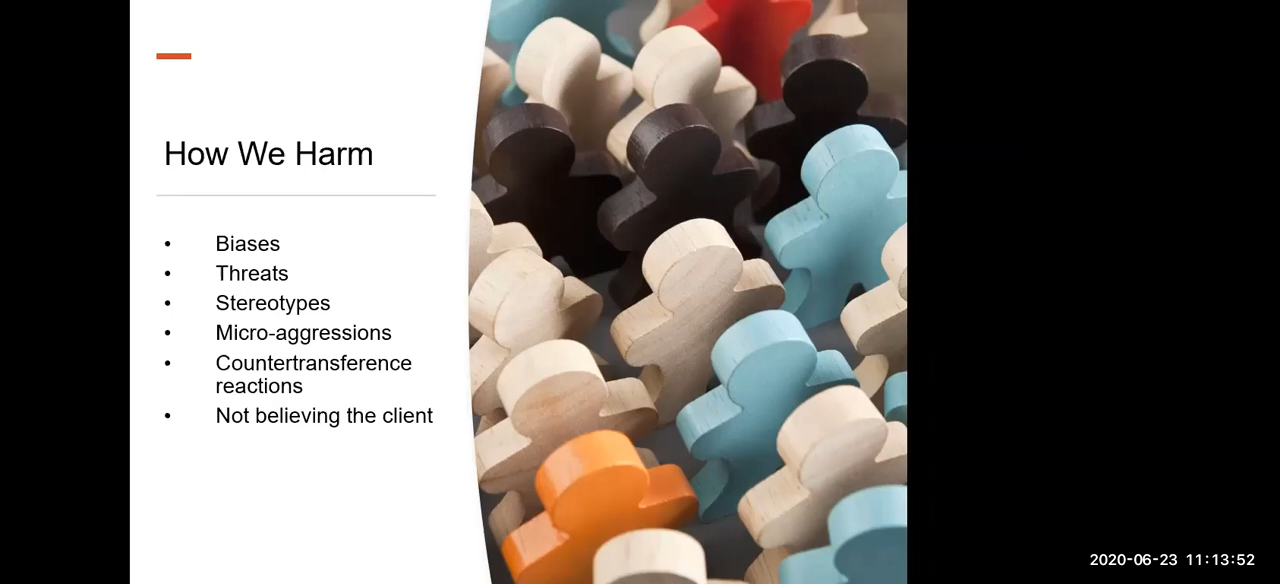 How We Harm
• Biases
• Threats
• Stereotypes
• Micro-aggressions
• Countertransference
reactions
• Not believing the client
2020-06-23 11:13:52